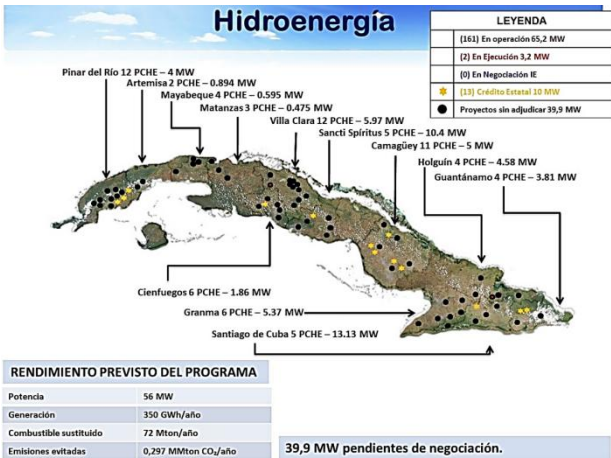 Hidroenergía
LEYENDA
(161) En operación 65,2 MW
(2) En Ejecución 3,2 MW
(0) En Negociación IE
(13) Crédito Estatal 10 MW
Proyectos sin adjudicar 39,9 MW
Pinar del Río 12 PCHE – 4 MW
Artemisa 2 PCHE – 0.894 MW
Mayabeque 4 PCHE – 0.595 MW
Matanzas 3 PCHE – 0.475 MW
Villa Clara 12 PCHE – 5.97 MW
Sancti Spíritus 5 PCHE – 10.4 MW
Camagüey 11 PCHE – 5 MW
Holguín 4 PCHE – 4.58 MW
Guantánamo 4 PCHE – 3.81 MW
Cienfuegos 6 PCHE – 1.86 MW
Granma 6 PCHE – 5.37 MW
Santiago de Cuba 5 PCHE – 13.13 MW
RENDIMIENTO PREVISTO DEL PROGRAMA
Potencia 56 MW
Generación 350 GWh/año
Combustible sustituido 72 Mton/año
Emisiones evitadas 0,297 MMton CO₂/año
39,9 MW pendientes de negociación.